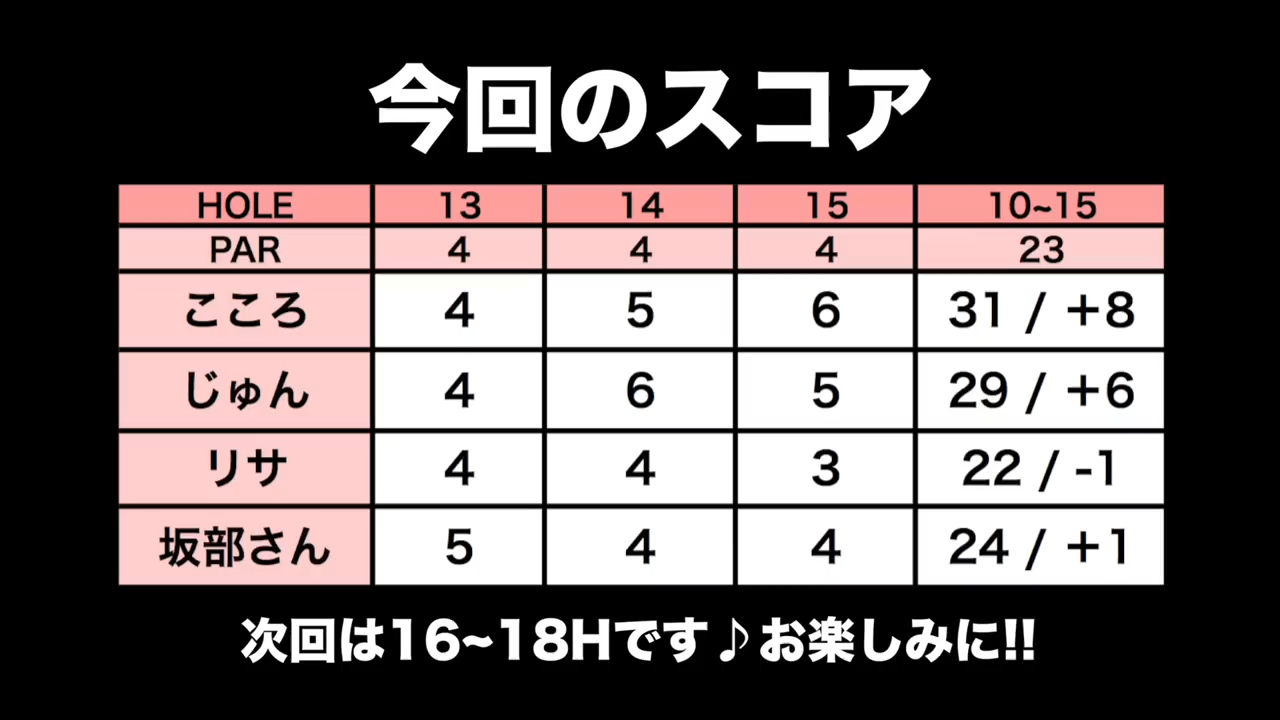 今回のスコア
HOLE 13 14 15 10~15
PAR 4 4 4 23
こころ 4 5 6 31 / +8
じゅん 4 6 5 29 / +6
リサ 4 4 3 22 / -1
坂部さん 5 4 4 24 / +1
次回は16~18Hです♪お楽しみに!!